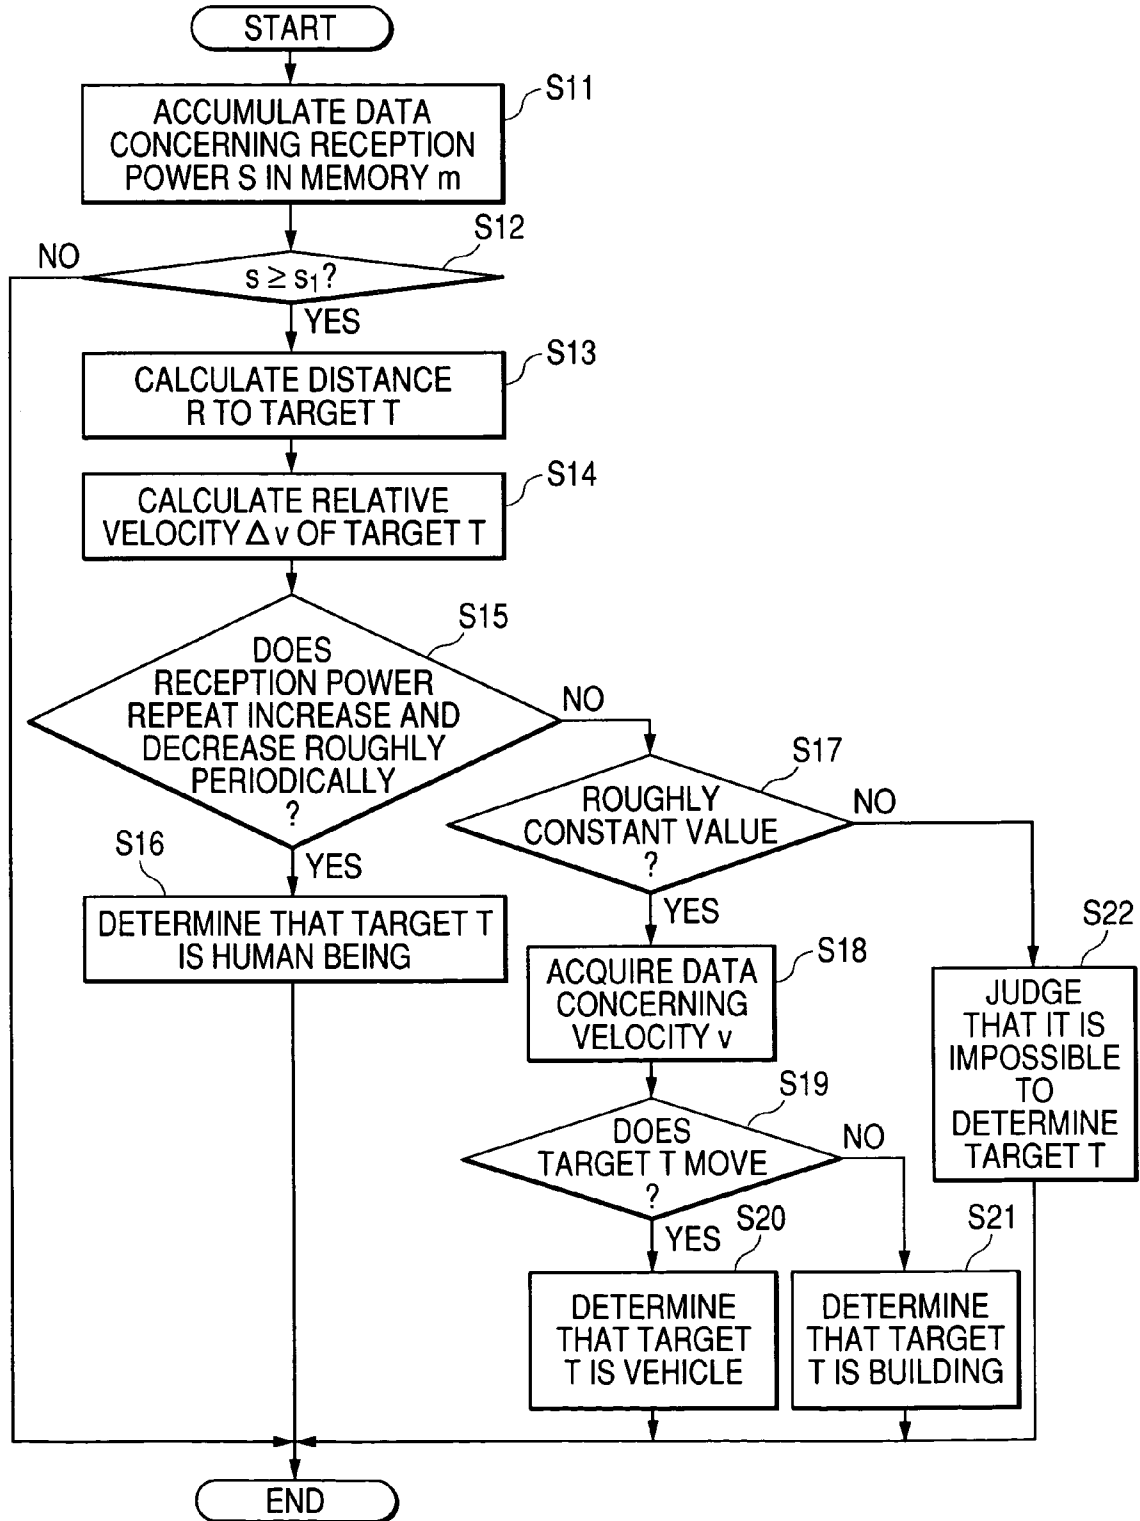 START
S11
ACCUMULATE DATA
CONCERNING RECEPTION
POWER S IN MEMORY m
S12
NO
s ≥ s1?
YES
S13
CALCULATE DISTANCE
R TO TARGET T
S14
CALCULATE RELATIVE
VELOCITY Δ v OF TARGET T
S15
DOES
RECEPTION POWER
REPEAT INCREASE AND
DECREASE ROUGHLY
PERIODICALLY
?
NO
YES
S16
DETERMINE THAT TARGET T
IS HUMAN BEING
S17
ROUGHLY
CONSTANT VALUE
?
NO
YES
S18
ACQUIRE DATA
CONCERNING
VELOCITY v
S22
JUDGE
THAT IT IS
IMPOSSIBLE
TO
DETERMINE
TARGET T
S19
DOES
TARGET T MOVE
?
NO
YES
S20
DETERMINE
THAT TARGET
T IS VEHICLE
S21
DETERMINE
THAT TARGET
T IS BUILDING
END